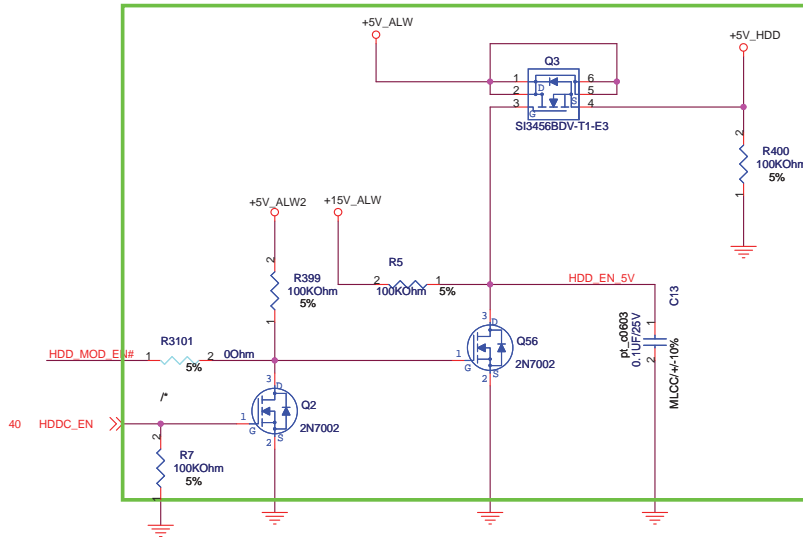 +5V_ALW
+5V_HDD
Q3
1
2
3
6
5
4
D
S
G
SI3456BDV-T1-E3
2
R400
100KOhm
5%
1
+5V_ALW2
+15V_ALW
2
R399
100KOhm
5%
1
R5
2
1
100KOhm
5%
HDD_EN_5V
C13
1
2
pt_c0603
0.1UF/25V
MLCC/+/-10%
3
D
Q56
1
G
2N7002
S
2
R3101
HDD_MOD_EN#
1
2
0Ohm
5%
/*
3
D
Q2
1
G
2N7002
S
2
40
HDDC_EN
2
R7
100KOhm
5%
1